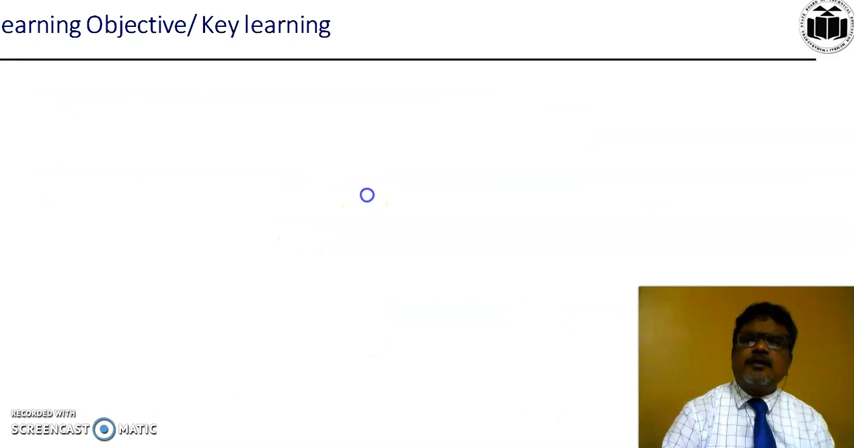 earning Objective/ Key learning
RECORDED WITH
SCREENCAST MATIC